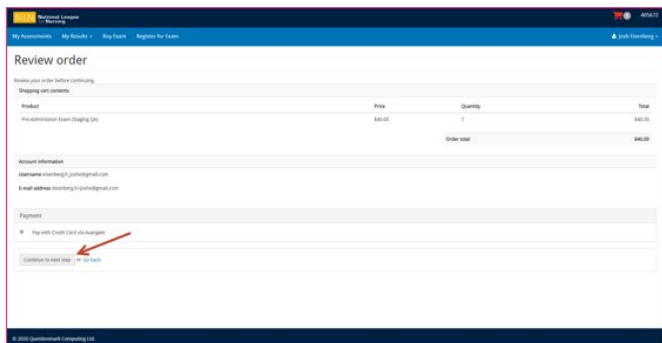 NLN National League for Nursing
0 405672
My Assessments My Results Buy Exam Register for Exam Josh Eisenberg
Review order
Review your order before continuing.
Shopping cart contents
Product Price Quantity Total
Pre-Admission Exam (Staging QA) $40.00 1 $40.00
Order total $40.00
Account information
Username
E-mail address
Payment
Pay with Credit Card via Avangate
Continue to next step or Go back
© 2020 Questionmark Computing Ltd.